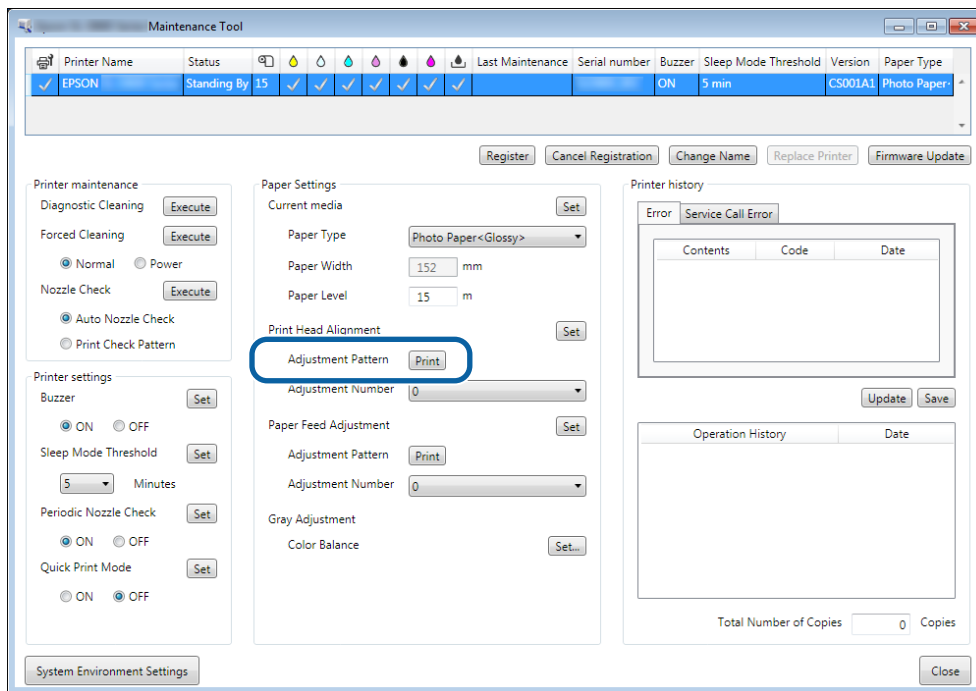 Maintenance Tool
Printer Name Status Last Maintenance Serial number Buzzer Sleep Mode Threshold Version Paper Type
EPSON Standing By 15 ON 5 min CS001A1 Photo Paper
Register Cancel Registration Change Name Replace Printer Firmware Update
Printer maintenance
Diagnostic Cleaning Execute
Forced Cleaning Execute
Normal Power
Nozzle Check Execute
Auto Nozzle Check
Print Check Pattern
Printer settings
Buzzer Set
ON OFF
Sleep Mode Threshold Set
5 Minutes
Periodic Nozzle Check Set
ON OFF
Quick Print Mode Set
ON OFF
Paper Settings
Current media Set
Paper Type Photo Paper<Glossy>
Paper Width 152 mm
Paper Level 15 m
Print Head Alignment Set
Adjustment Pattern Print
Adjustment Number 0
Paper Feed Adjustment Set
Adjustment Pattern Print
Adjustment Number 0
Gray Adjustment
Color Balance Set...
Printer history
Error Service Call Error
Contents Code Date
Update Save
Operation History Date
Total Number of Copies 0 Copies
System Environment Settings Close